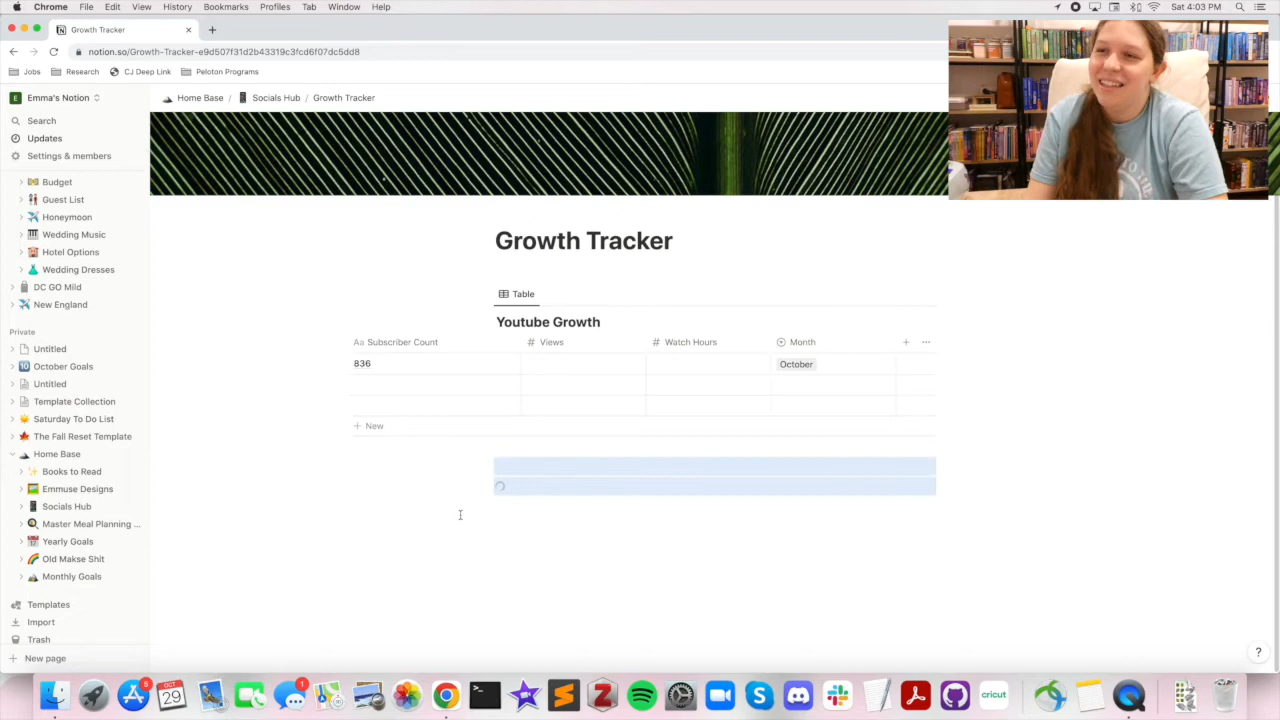 Chrome File Edit View History Bookmarks Profiles Tab Window Help Sat 4:03 PM
Growth Tracker
notion.so/Growth-Tracker-e9d507f31d2b43319c3fcd6f07dc5dd8
Jobs Research CJ Deep Link Peloton Programs
E Emma's Notion Home Base / Socials Hub / Growth Tracker
Search
Updates
Settings & members
Budget
Guest List
Honeymoon
Wedding Music
Hotel Options
Wedding Dresses
DC GO Mild
New England
Private
Untitled
October Goals
Untitled
Template Collection
Saturday To Do List
The Fall Reset Template
Home Base
Books to Read
Emmuse Designs
Socials Hub
Master Meal Planning ...
Yearly Goals
Old Makse Shit
Monthly Goals
Templates
Import
Trash
+ New page
Growth Tracker
Table
Youtube Growth
Aa Subscriber Count # Views # Watch Hours Month + ...
836 October
+ New
?
5 OCT 29 1 cricut